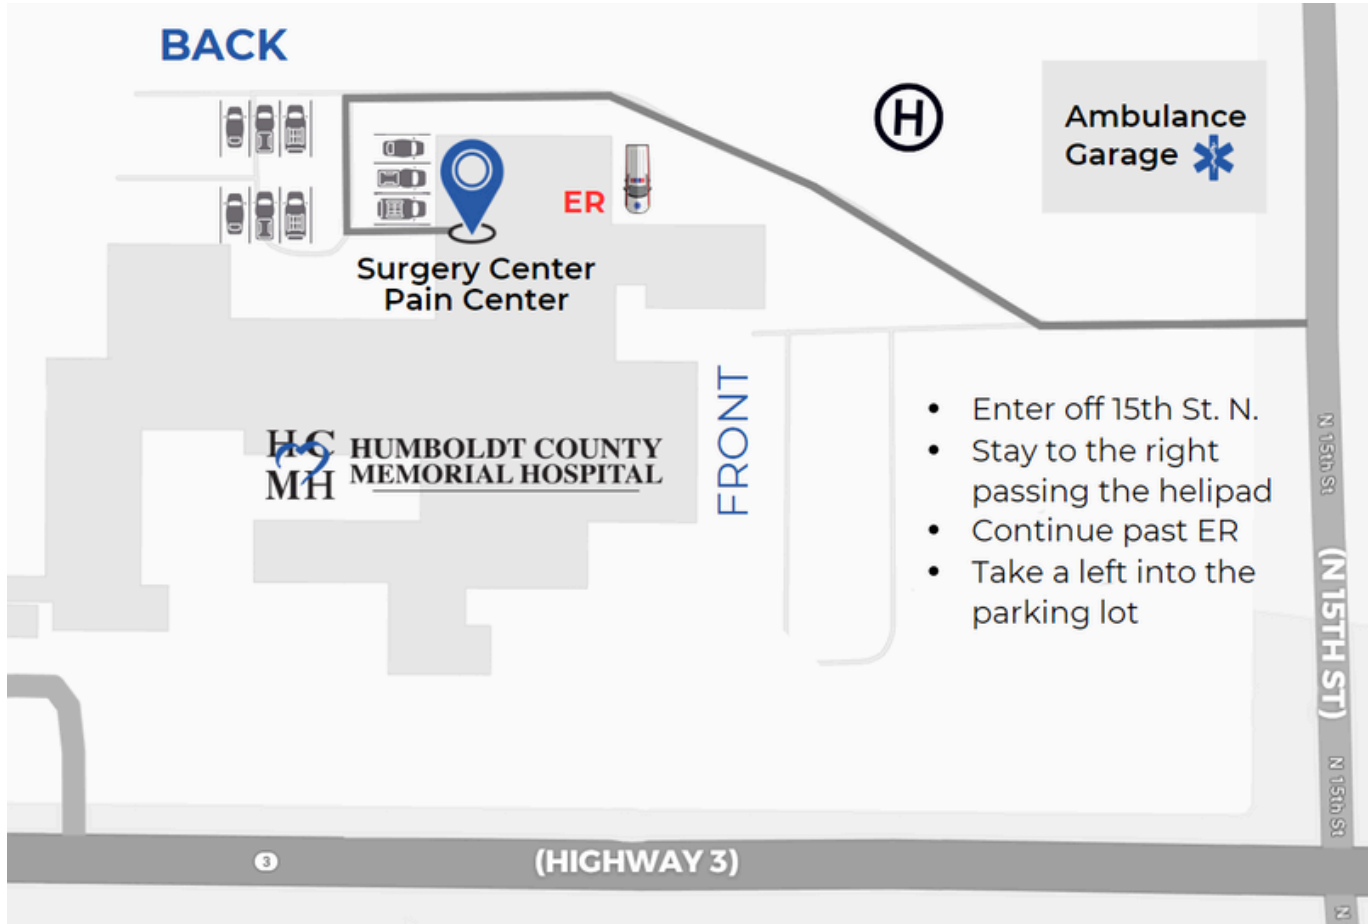 BACK
H
Ambulance
Garage
ER
Surgery Center
Pain Center
FRONT
HC
MH
HUMBOLDT COUNTY
MEMORIAL HOSPITAL
• Enter off 15th St. N.
• Stay to the right
passing the helipad
• Continue past ER
• Take a left into the
parking lot
N 15th St
(N 15TH ST)
N 15th St
3
(HIGHWAY 3)
N